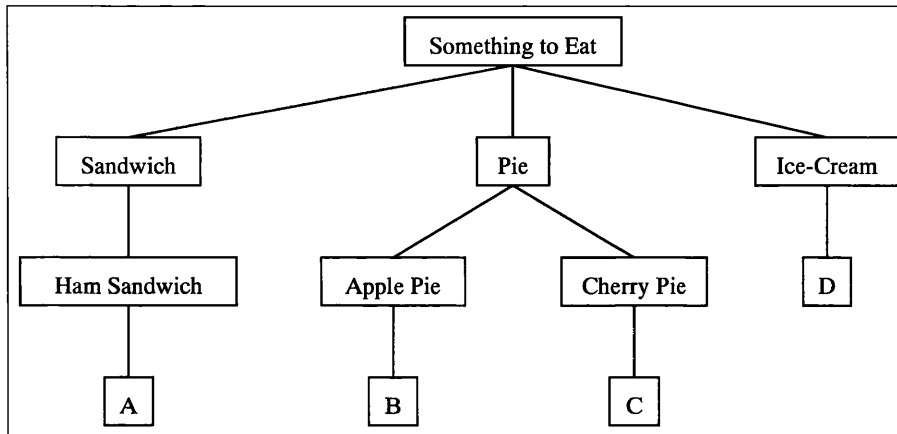 Something to Eat
Sandwich
Pie
Ice-Cream
Ham Sandwich
Apple Pie
Cherry Pie
D
A
B
C